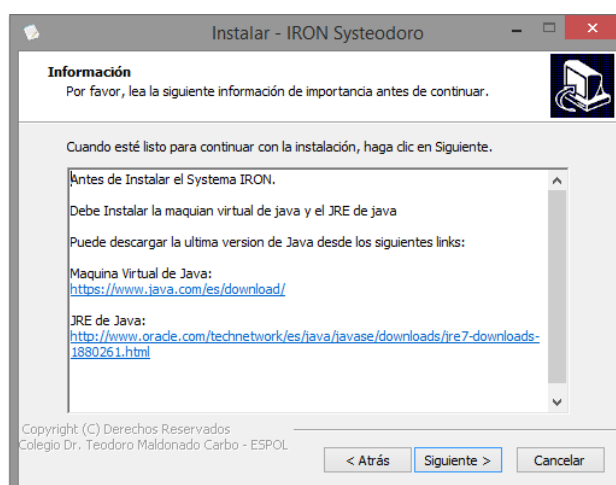 Instalar - IRON Systeodoro
Información
Por favor, lea la siguiente información de importancia antes de continuar.
Cuando esté listo para continuar con la instalación, haga clic en Siguiente.
Antes de Instalar el Systema IRON.
Debe Instalar la maquian virtual de java y el JRE de java
Puede descargar la ultima version de Java desde los siguientes links:
Maquina Virtual de Java:
https://www.java.com/es/download/
JRE de Java:
http://www.oracle.com/technetwork/es/java/javase/downloads/jre7-downloads-
1880261.html
Copyright (C) Derechos Reservados
Colegio Dr. Teodoro Maldonado Carbo - ESPOL
< Atrás Siguiente > Cancelar